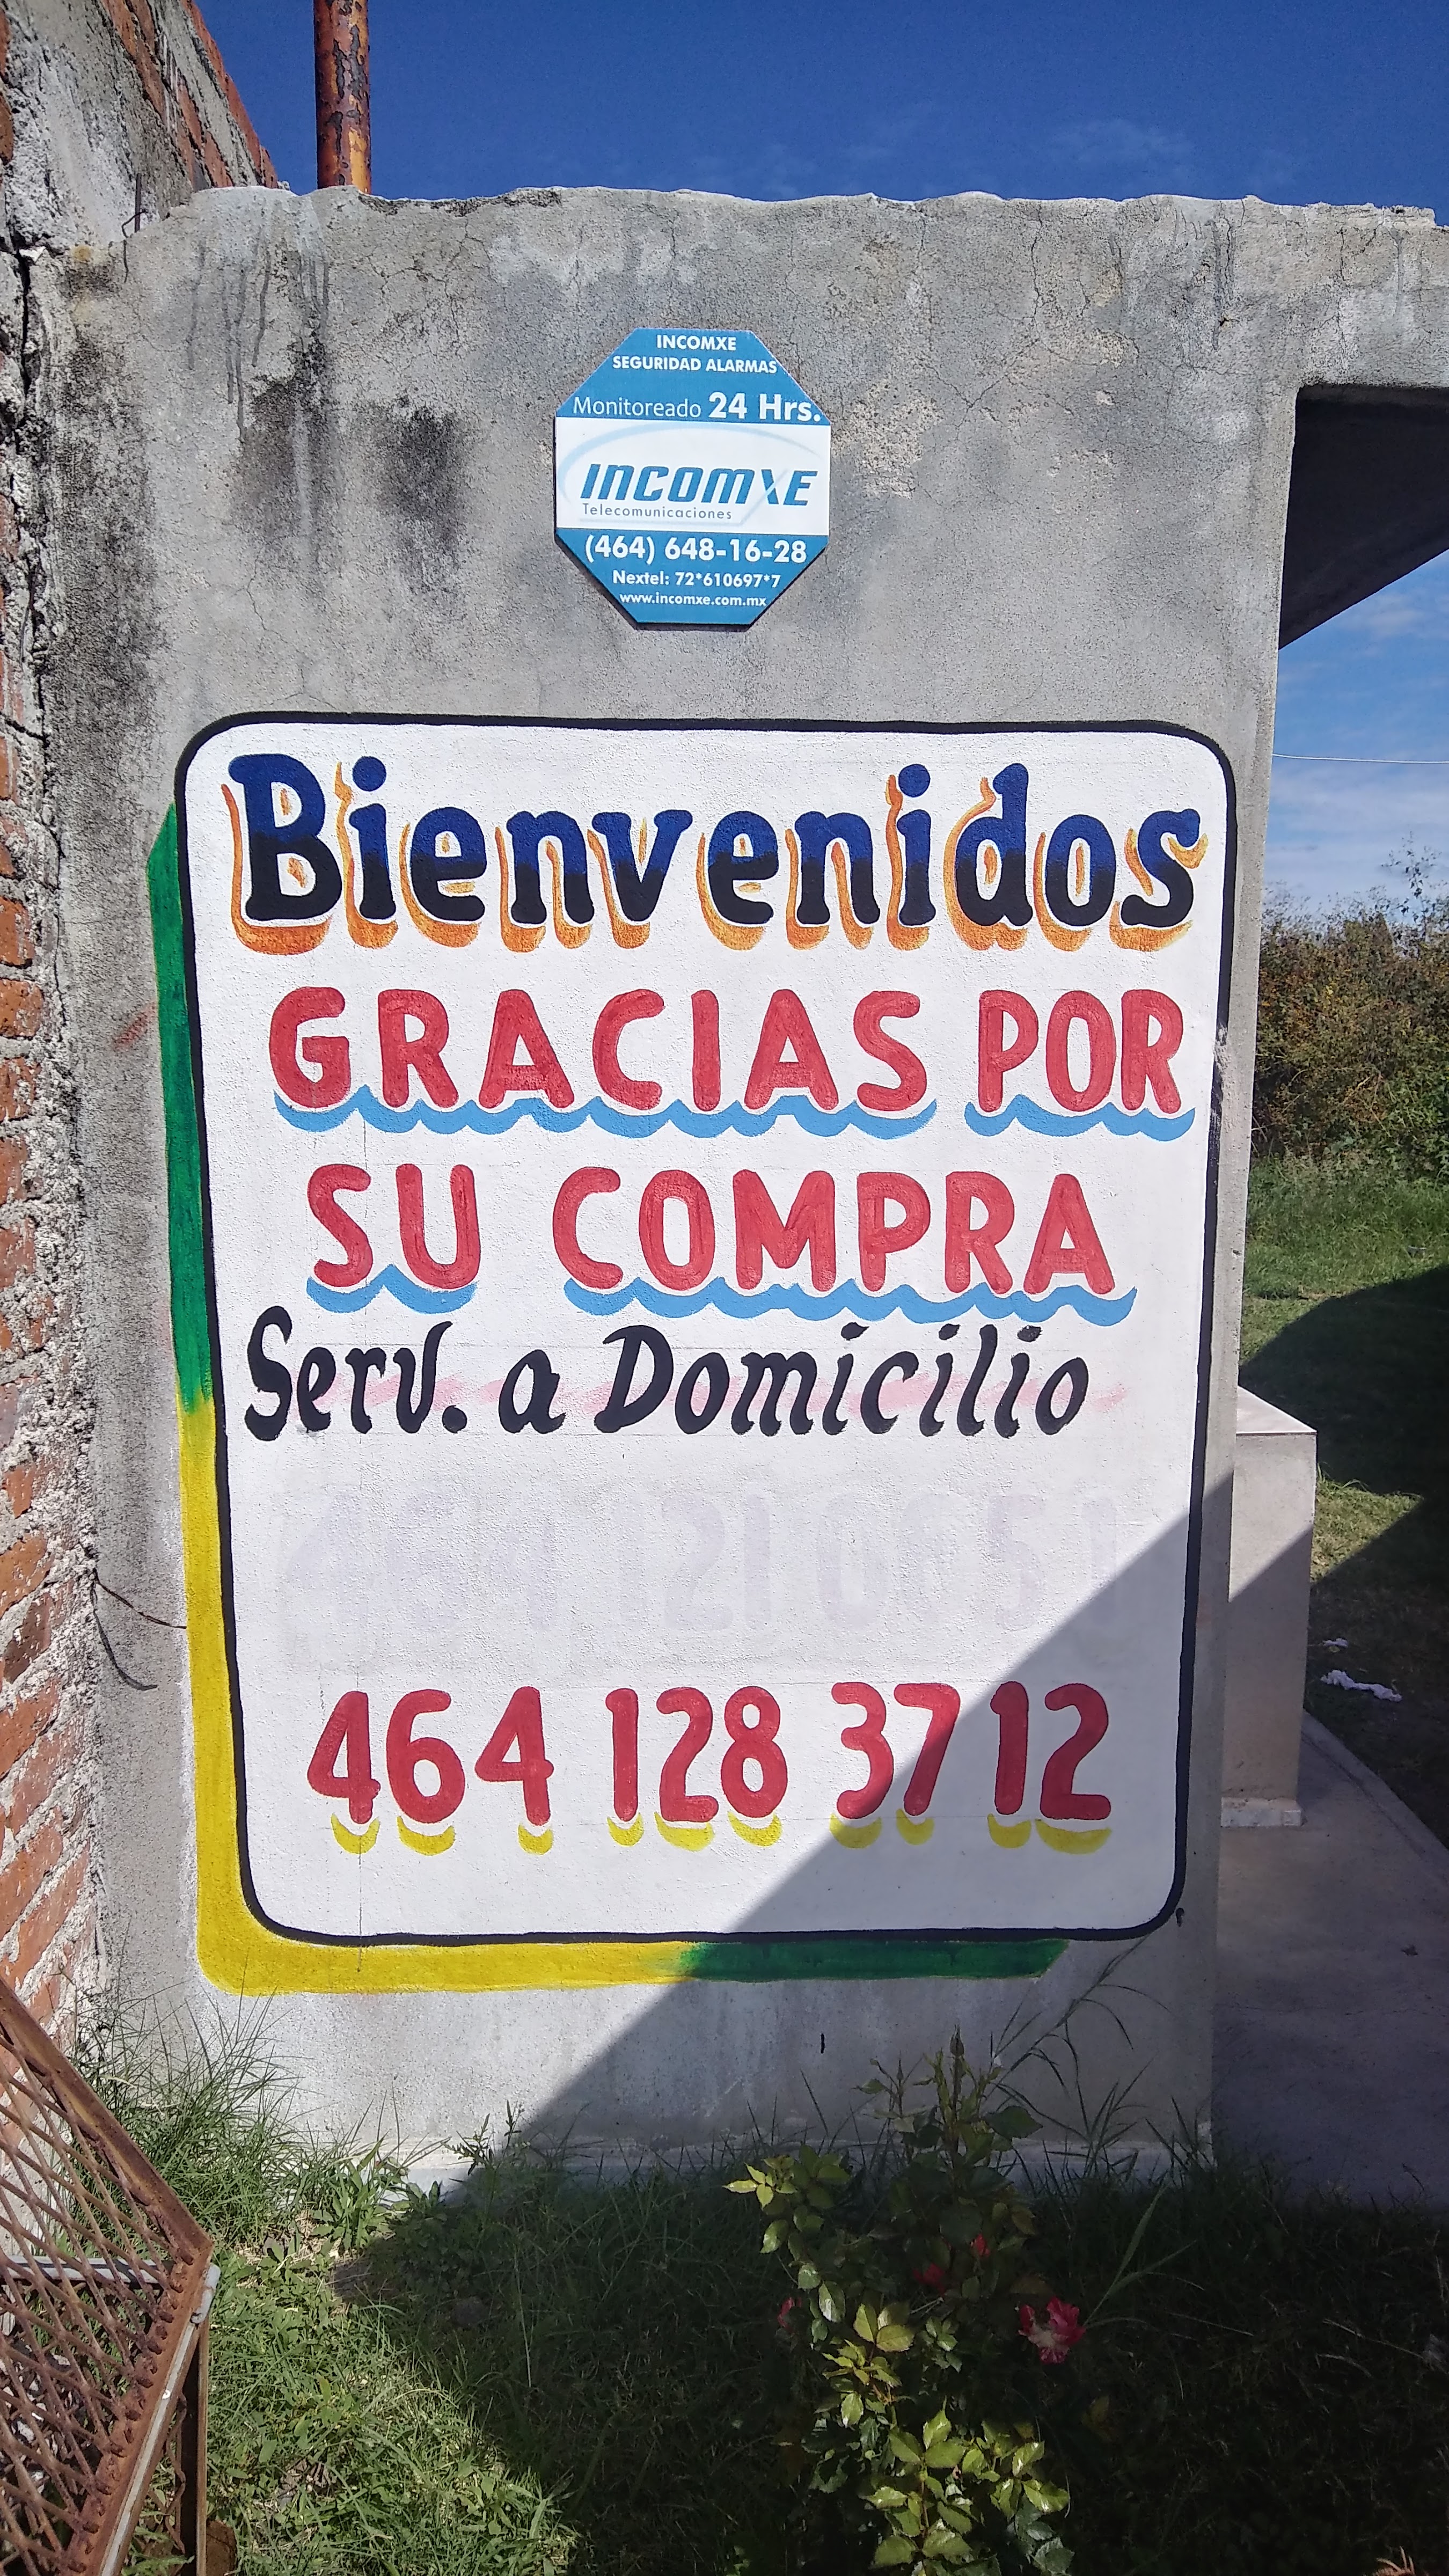 INCOMXE
SEGURIDAD ALARMAS
Monitoreado 24 Hrs.
INCOMXE
Telecomunicaciones
(464) 648-16-28
Nextel: 72*610697*7
www.incomxe.com.mx
Bienvenidos
GRACIAS POR
SU COMPRA
Serv. a Domicilio
464 128 37 12